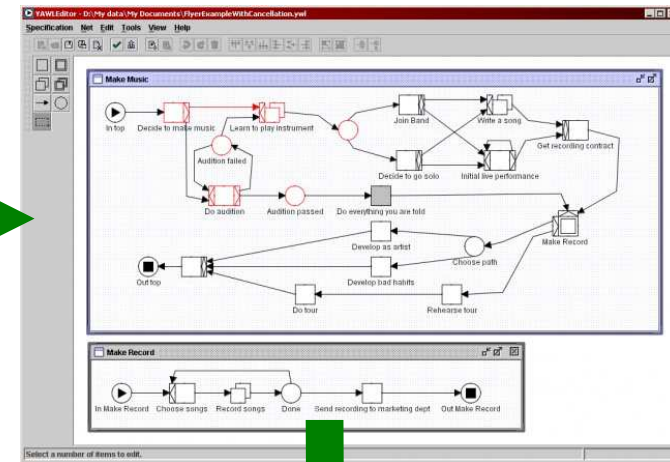 YAWLEditor - D:\My data\My Documents\FlyerExampleWithCancellation.ywl
Specification Net Edit Tools View Help
Make Music
In top Decide to make music Learn to play instrument Join Band Write a song
Get recording contract
Audition failed
Decide to go solo Initial live performance
Do audition Audition passed Do everything you are told
Make Record
Develop as artist
Choose path
Out top Develop bad habits
Do tour Rehearse tour
Make Record
In Make Record Choose songs Record songs Done Send recording to marketing dept Out Make Record
Select a number of items to edit.